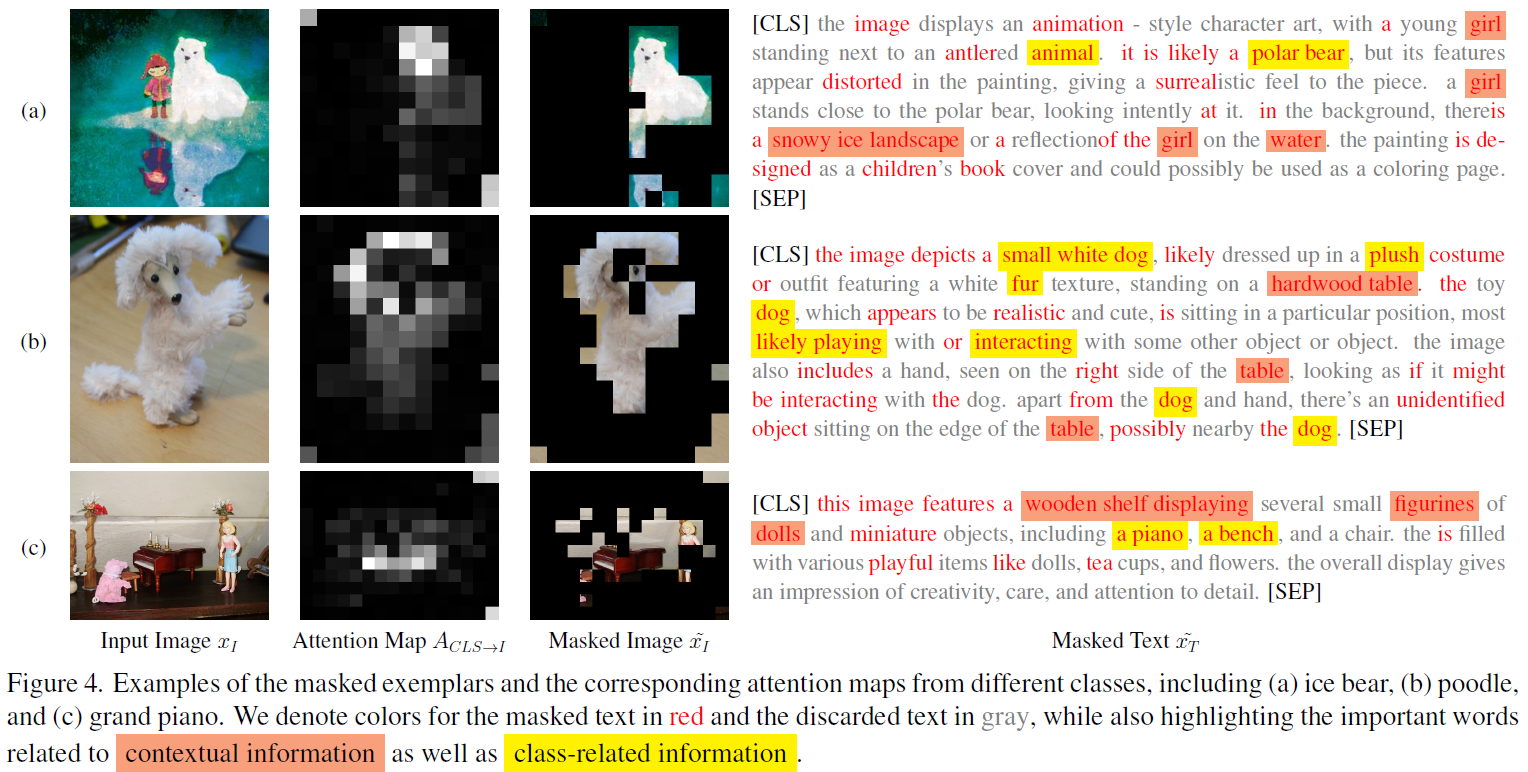 (a)
[CLS] the image displays an animation - style character art, with a young girl
standing next to an antlered animal. it is likely a polar bear, but its features
appear distorted in the painting, giving a surrealistic feel to the piece. a girl
stands close to the polar bear, looking intently at it. in the background, thereis
a snowy ice landscape or a reflectionof the girl on the water. the painting is de-
signed as a children's book cover and could possibly be used as a coloring page.
[SEP]
(b)
[CLS] the image depicts a small white dog, likely dressed up in a plush costume
or outfit featuring a white fur texture, standing on a hardwood table. the toy
dog, which appears to be realistic and cute, is sitting in a particular position, most
likely playing with or interacting with some other object or object. the image
also includes a hand, seen on the right side of the table, looking as if it might
be interacting with the dog. apart from the dog and hand, there's an unidentified
object sitting on the edge of the table, possibly nearby the dog. [SEP]
(c)
[CLS] this image features a wooden shelf displaying several small figurines of
dolls and miniature objects, including a piano, a bench, and a chair. the is filled
with various playful items like dolls, tea cups, and flowers. the overall display gives
an impression of creativity, care, and attention to detail. [SEP]
Input Image x_I Attention Map A_{CLS→I} Masked Image x̃_I Masked Text x̃_T
Figure 4. Examples of the masked exemplars and the corresponding attention maps from different classes, including (a) ice bear, (b) poodle,
and (c) grand piano. We denote colors for the masked text in red and the discarded text in gray, while also highlighting the important words
related to contextual information as well as class-related information.